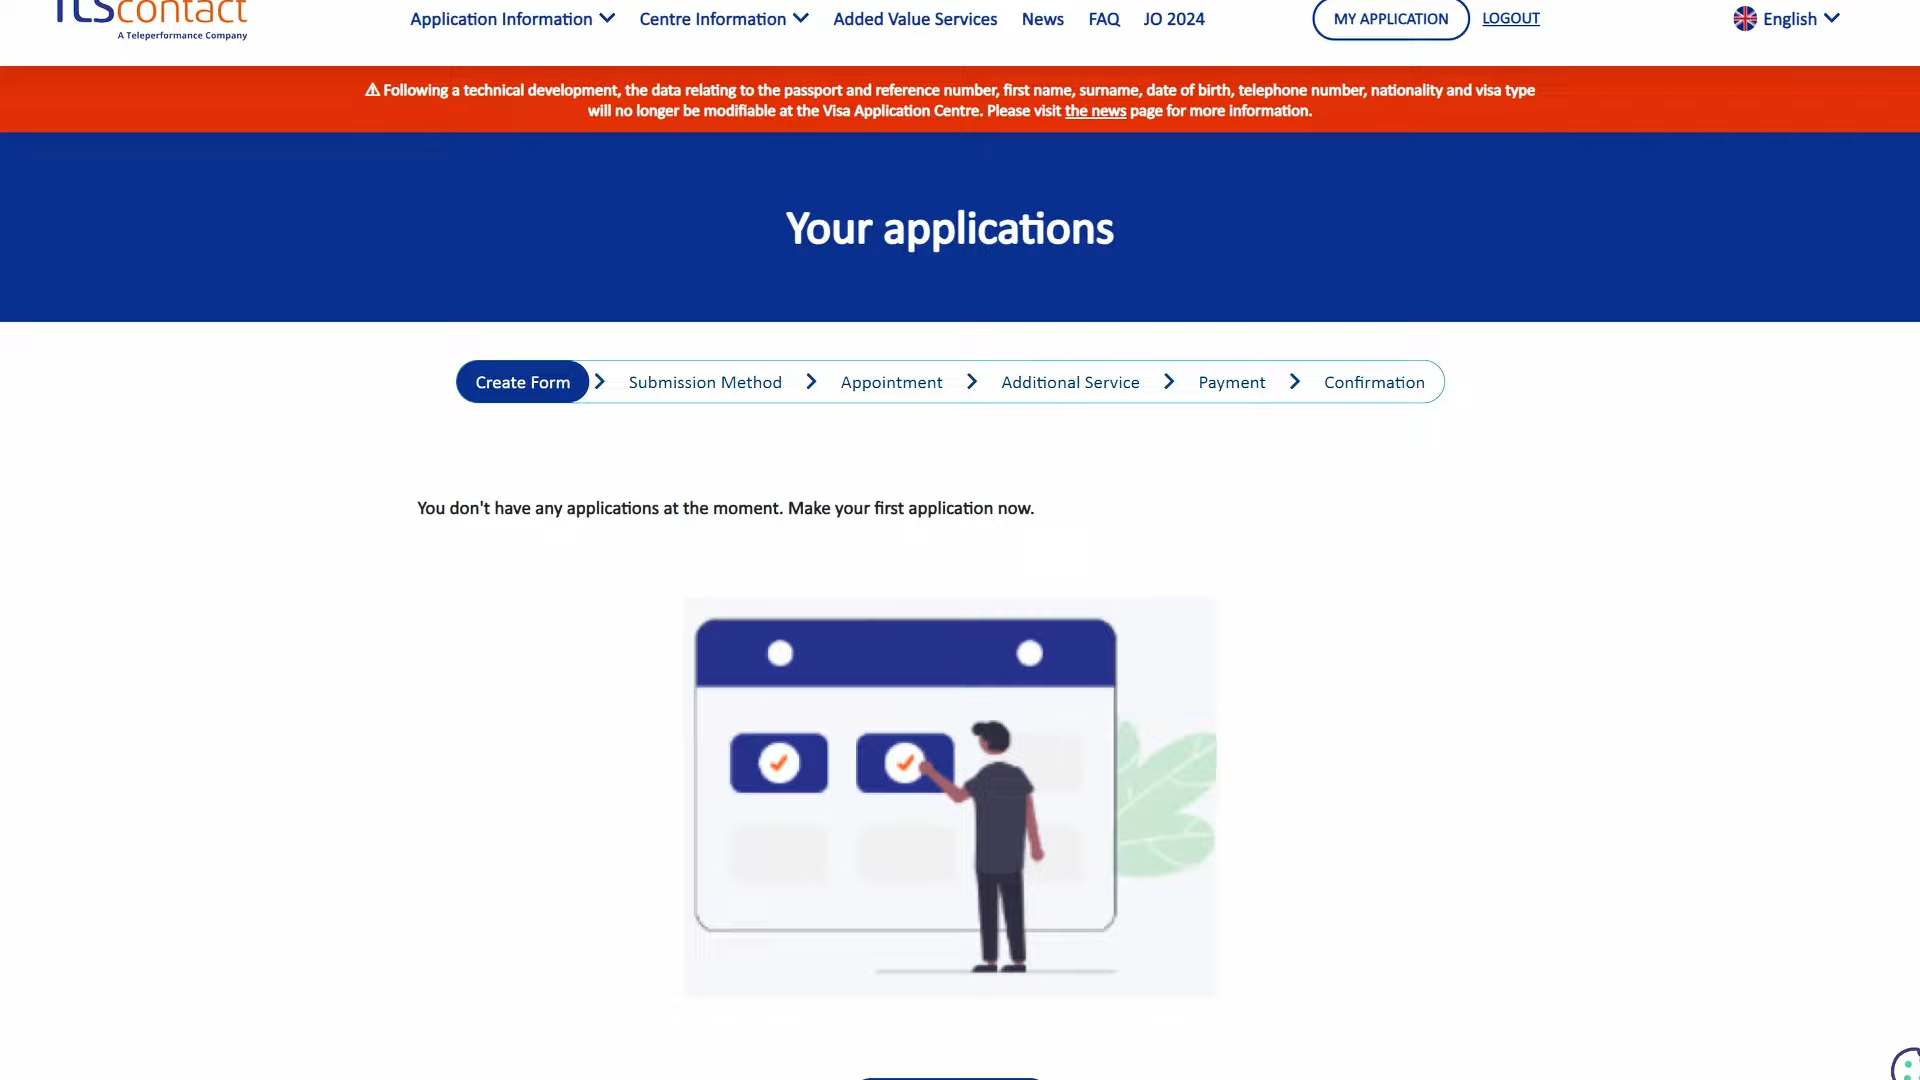 TLScontact
A Teleperformance Company
Application Information
Centre Information
Added Value Services
News
FAQ
JO 2024
MY APPLICATION
LOGOUT
English
⚠ Following a technical development, the data relating to the passport and reference number, first name, surname, date of birth, telephone number, nationality and visa type
will no longer be modifiable at the Visa Application Centre. Please visit the news page for more information.
Your applications
Create Form
Submission Method
Appointment
Additional Service
Payment
Confirmation
You don't have any applications at the moment. Make your first application now.